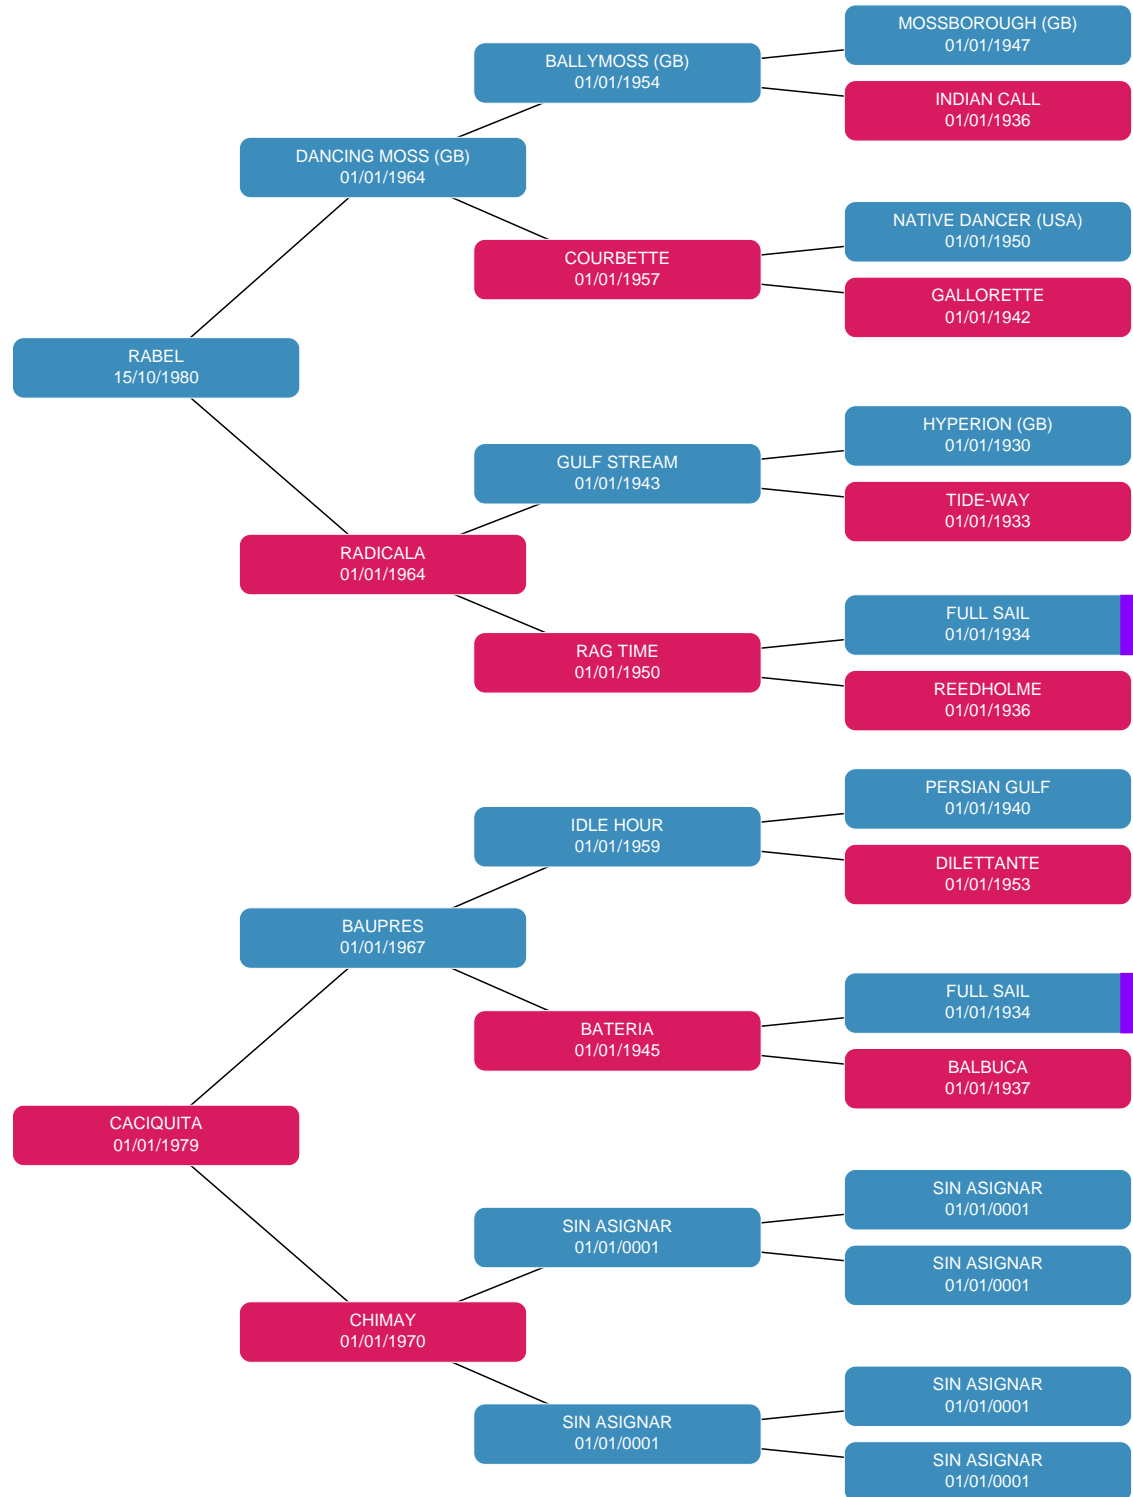 MOSSBOROUGH (GB)
01/01/1947
BALLYMOSS (GB)
01/01/1954
INDIAN CALL
01/01/1936
DANCING MOSS (GB)
01/01/1964
NATIVE DANCER (USA)
01/01/1950
COURBETTE
01/01/1957
GALLORETTE
01/01/1942
RABEL
15/10/1980
HYPERION (GB)
01/01/1930
GULF STREAM
01/01/1943
TIDE-WAY
01/01/1933
RADICALA
01/01/1964
FULL SAIL
01/01/1934
RAG TIME
01/01/1950
REEDHOLME
01/01/1936
PERSIAN GULF
01/01/1940
IDLE HOUR
01/01/1959
DILETTANTE
01/01/1953
BAUPRES
01/01/1967
FULL SAIL
01/01/1934
BATERIA
01/01/1945
BALBUCA
01/01/1937
CACIQUITA
01/01/1979
SIN ASIGNAR
01/01/0001
SIN ASIGNAR
01/01/0001
SIN ASIGNAR
01/01/0001
CHIMAY
01/01/1970
SIN ASIGNAR
01/01/0001
SIN ASIGNAR
01/01/0001
SIN ASIGNAR
01/01/0001